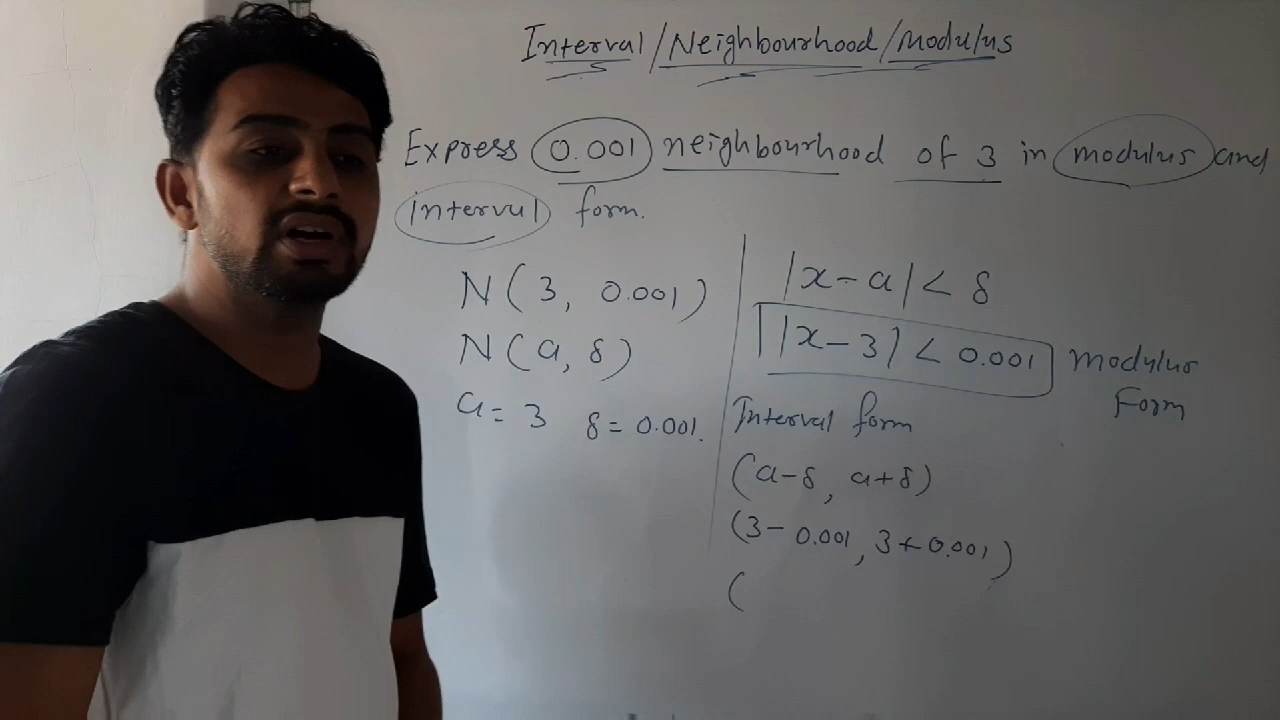 Interval/Neighbourhood/Modulus
Express 0.001 neighbourhood of 3 in modulus and
interval form.
N(3, 0.001)
N(a, δ)
a = 3 δ = 0.001.
|x-a| < δ
|x-3| < 0.001 Modulus
Form
Interval form
(a-δ, a+δ)
(3-0.001, 3+0.001)
(